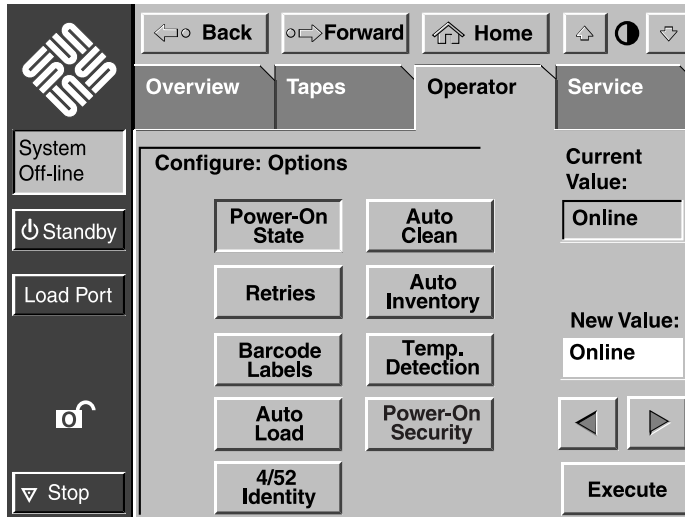 Back
Forward
Home
Overview
Tapes
Operator
Service
System
Off-line
Standby
Load Port
Stop
Configure: Options
Power-On
State
Auto
Clean
Retries
Auto
Inventory
Barcode
Labels
Temp.
Detection
Auto
Load
Power-On
Security
4/52
Identity
Current
Value:
Online
New Value:
Online
Execute